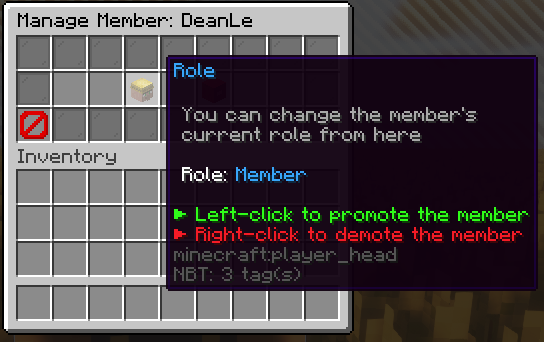 Manage Member: DeanLe
Role
You can change the member's
current role from here
Role: Member
Inventory
► Left-click to promote the member
► Right-click to demote the member
minecraft:player_head
NBT: 3 tag(s)